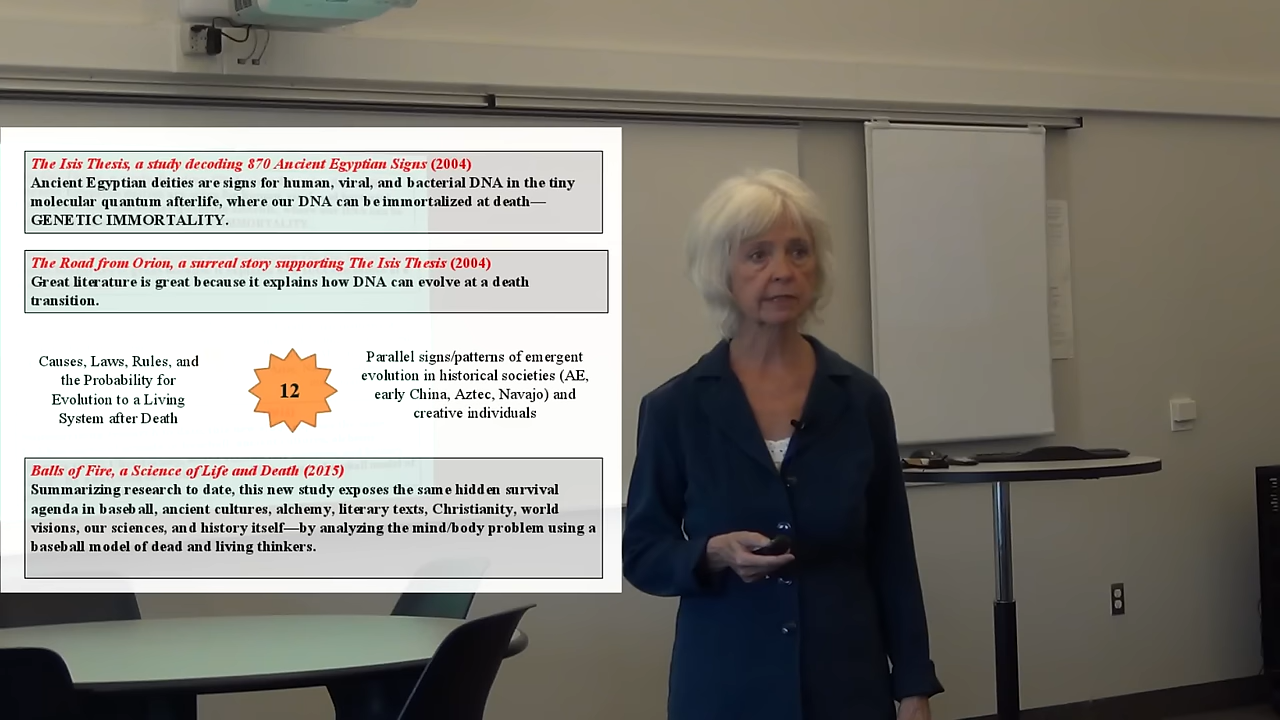 The Isis Thesis, a study decoding 870 Ancient Egyptian Signs (2004)
Ancient Egyptian deities are signs for human, viral, and bacterial DNA in the tiny
molecular quantum afterlife, where our DNA can be immortalized at death—
GENETIC IMMORTALITY.
The Road from Orion, a surreal story supporting The Isis Thesis (2004)
Great literature is great because it explains how DNA can evolve at a death
transition.
Causes, Laws, Rules, and
the Probability for
Evolution to a Living
System after Death
12
Parallel signs/patterns of emergent
evolution in historical societies (AE,
early China, Aztec, Navajo) and
creative individuals
Balls of Fire, a Science of Life and Death (2015)
Summarizing research to date, this new study exposes the same hidden survival
agenda in baseball, ancient cultures, alchemy, literary texts, Christianity, world
visions, our sciences, and history itself—by analyzing the mind/body problem using a
baseball model of dead and living thinkers.